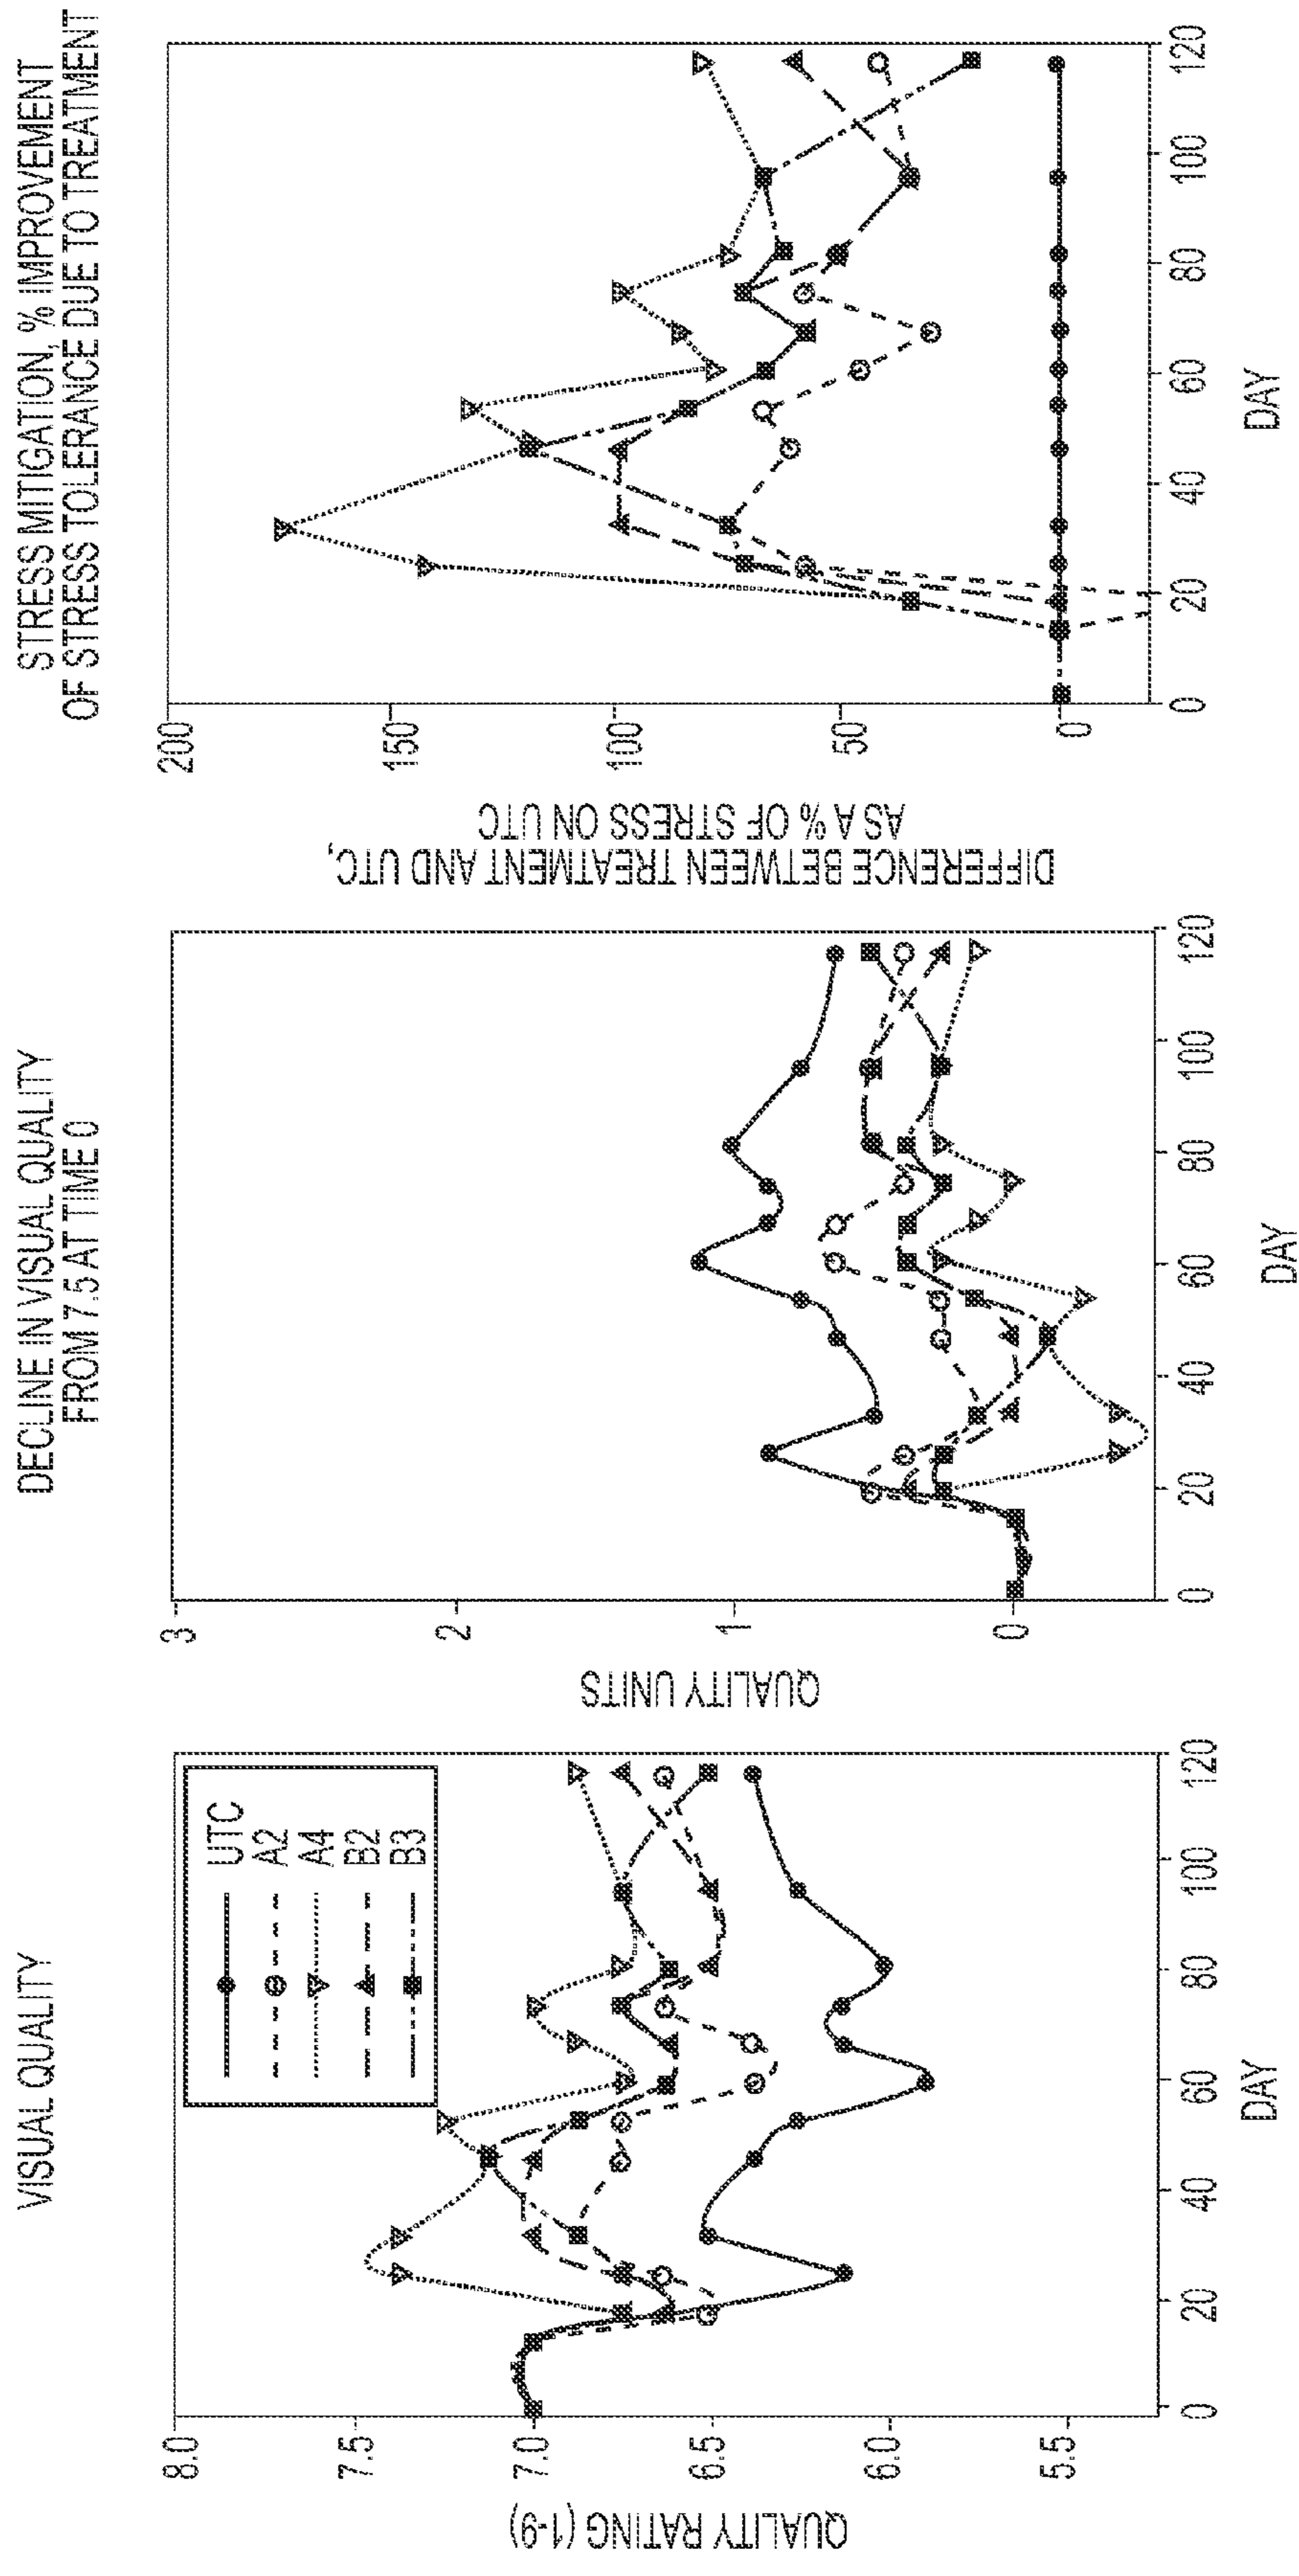 VISUAL QUALITY
QUALITY RATING (1-9)
8.0
7.5
7.0
6.5
6.0
5.5
UTC
A2
A4
B2
B3
0
20
40
60
80
100
120
DAY
DECLINE IN VISUAL QUALITY
FROM 7.5 AT TIME 0
QUALITY UNITS
3
2
1
0
0
20
40
60
80
100
120
DAY
STRESS MITIGATION, % IMPROVEMENT
OF STRESS TOLERANCE DUE TO TREATMENT
DIFFERENCE BETWEEN TREATMENT AND UTC,
AS A % OF STRESS ON UTC
200
150
100
50
0
0
20
40
60
80
100
120
DAY